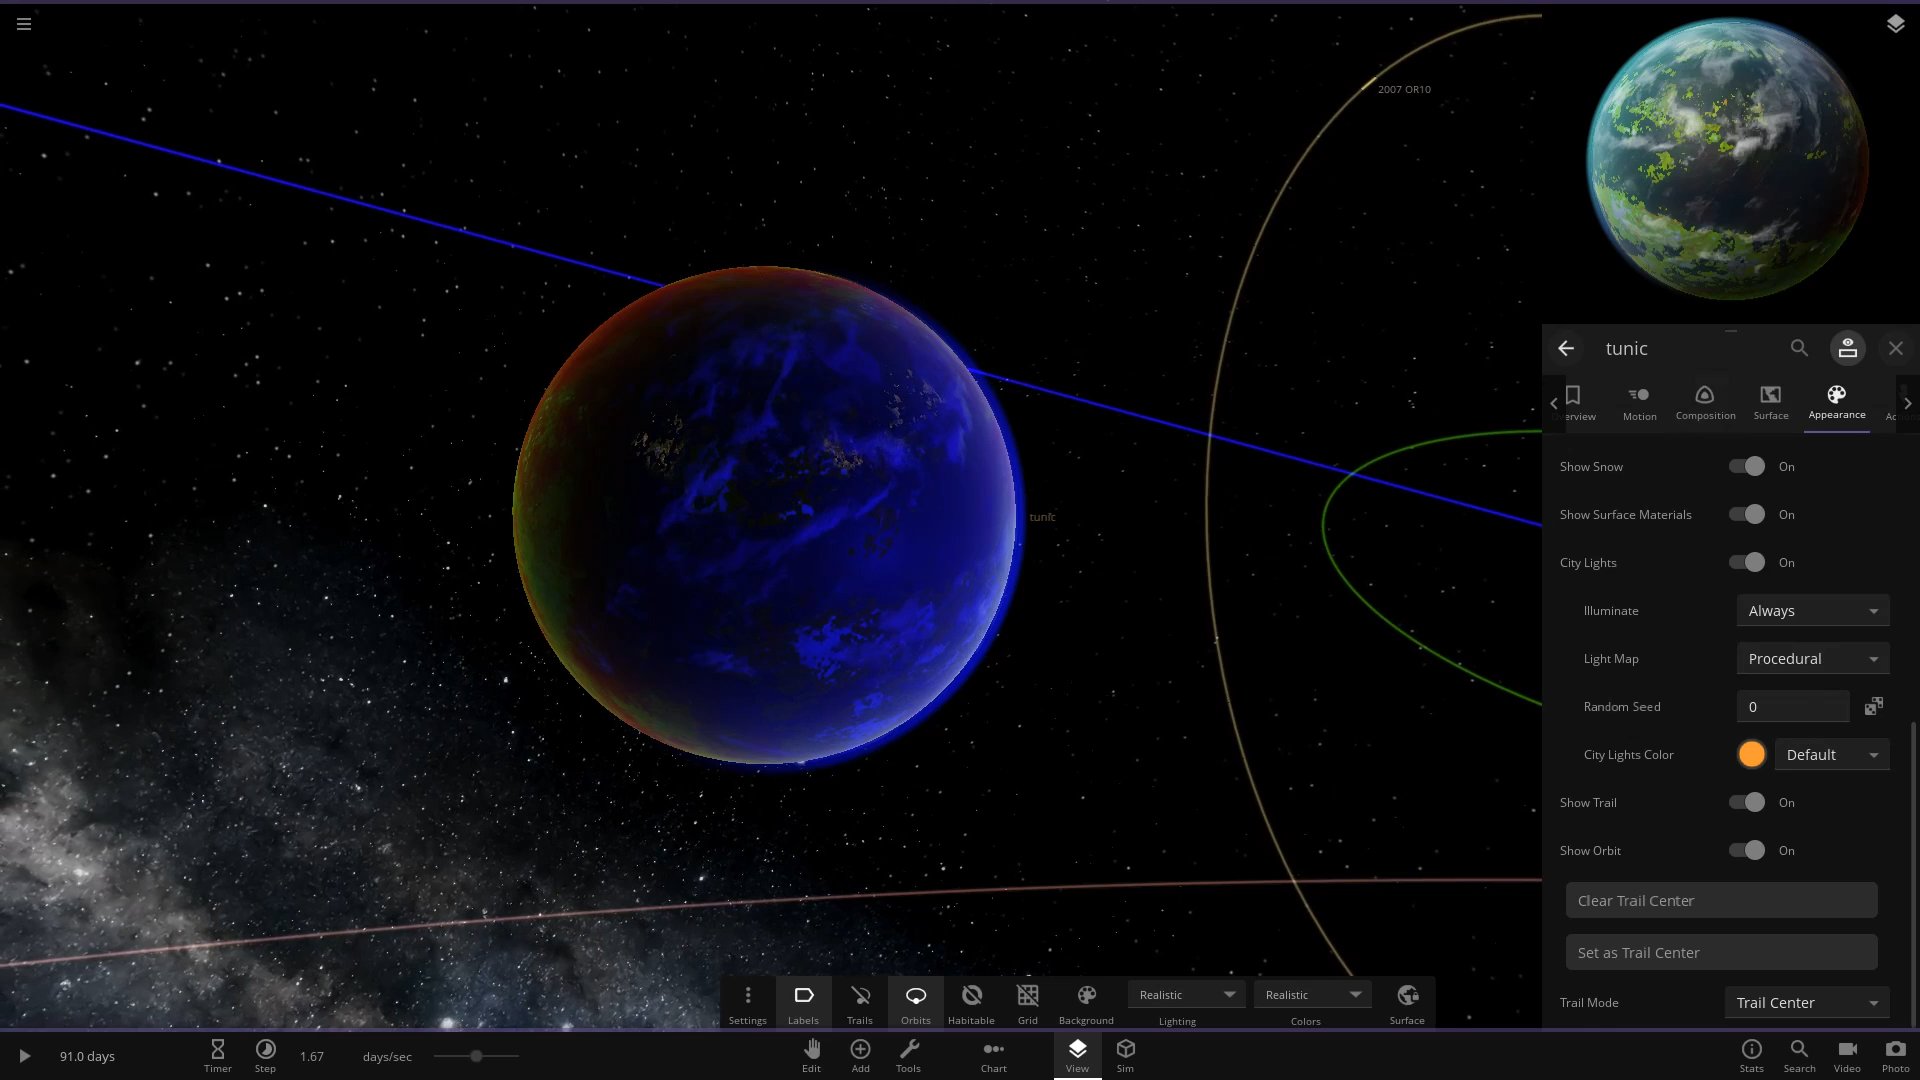 2007 OR10
tunic
tunic
Overview
Motion
Composition
Surface
Appearance
Show Snow
On
Show Surface Materials
On
City Lights
On
Illuminate
Always
Light Map
Procedural
Random Seed
0
City Lights Color
Default
Show Trail
On
Show Orbit
On
Clear Trail Center
Set as Trail Center
Trail Mode
Trail Center
Settings
Labels
Trails
Orbits
Habitable
Grid
Background
Realistic
Lighting
Realistic
Colors
Surface
91.0 days
Timer
Step
1.67
days/sec
Edit
Add
Tools
Chart
View
Sim
Stats
Search
Video
Photo